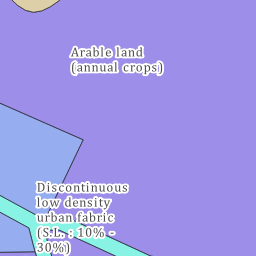 Arable land
(annual crops)
Discontinuous
low density
urban fabric
(S.L. : 10% -
30%)